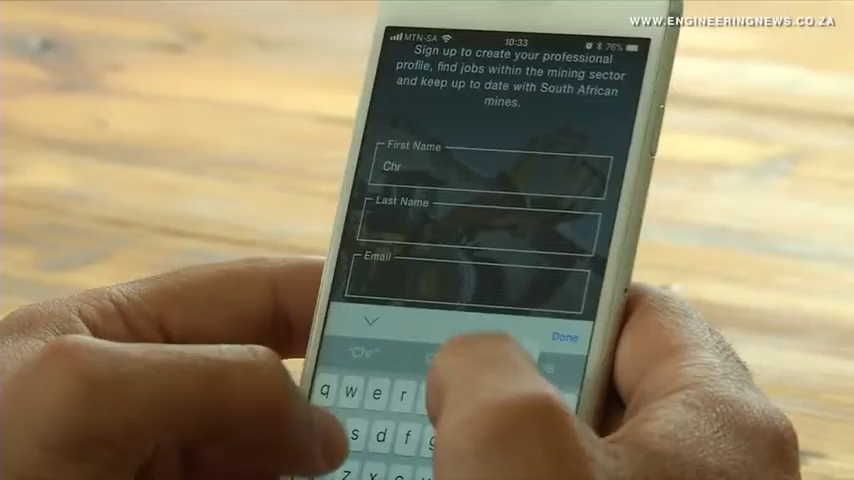 WWW.ENGINEERINGNEWS.CO.ZA
MTN-SA 10:33 76%
Sign up to create your professional
profile, find jobs within the mining sector
and keep up to date with South African
mines.
First Name
Chr
Last Name
Email
Done
"Chr"
q w e r
s d f g
z x c v